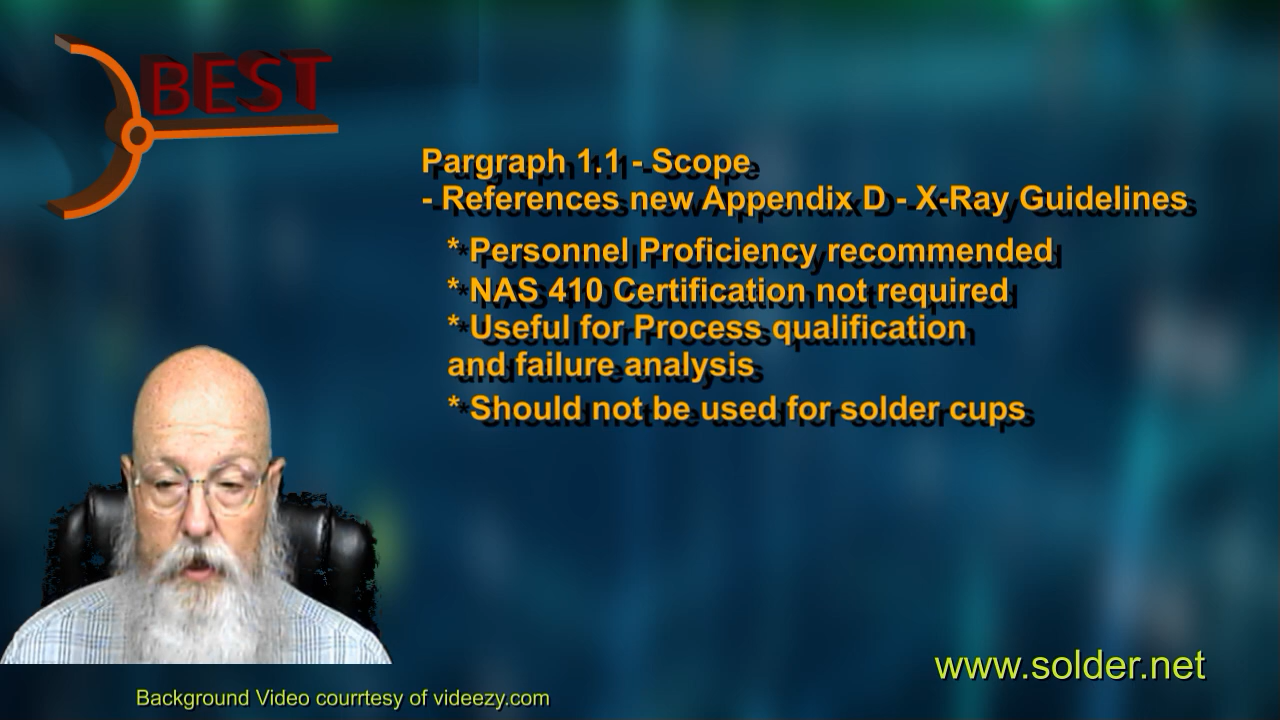 BEST
Pargraph 1.1 - Scope
- References new Appendix D - X-Ray Guidelines
* Personnel Proficiency recommended
* NAS 410 Certification not required
* Useful for Process qualification
and failure analysis
* Should not be used for solder cups
www.solder.net
Background Video courrtesy of videezy.com